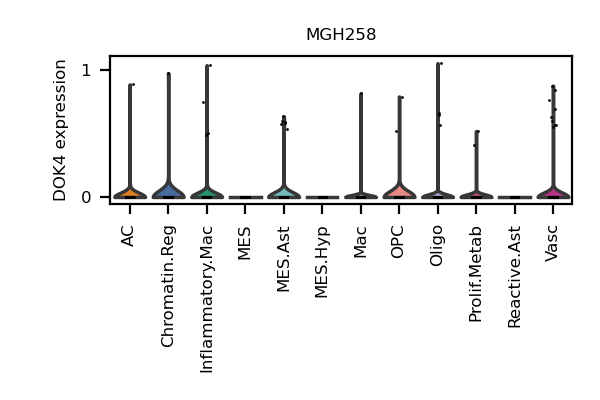 MGH258
DOK4 expression
1
0
AC
Chromatin.Reg
Inflammatory.Mac
MES
MES.Ast
MES.Hyp
Mac
OPC
Oligo
Prolif.Metab
Reactive.Ast
Vasc